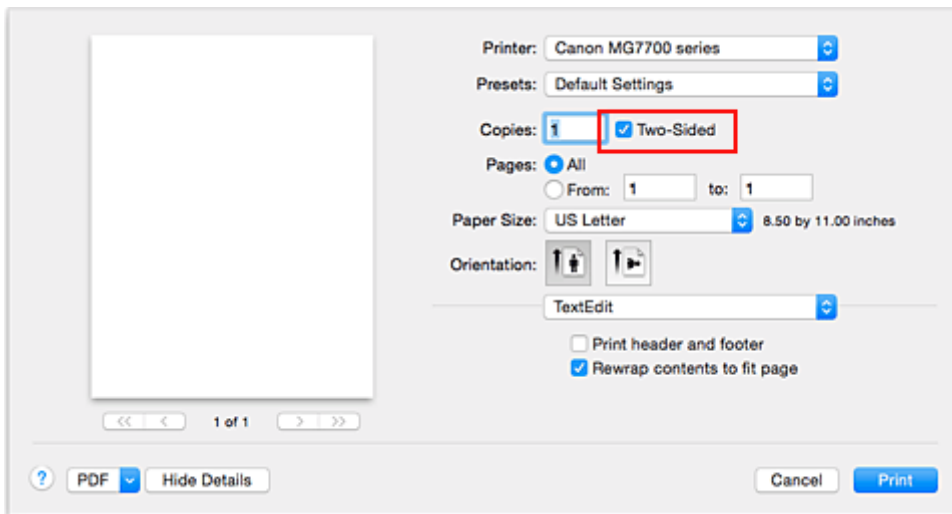 Printer: Canon MG7700 series
Presets: Default Settings
Copies: 1 Two-Sided
Pages: All
From: 1 to: 1
Paper Size: US Letter 8.50 by 11.00 inches
Orientation:
TextEdit
Print header and footer
Rewrap contents to fit page
<< < 1 of 1 > >>
? PDF Hide Details Cancel Print